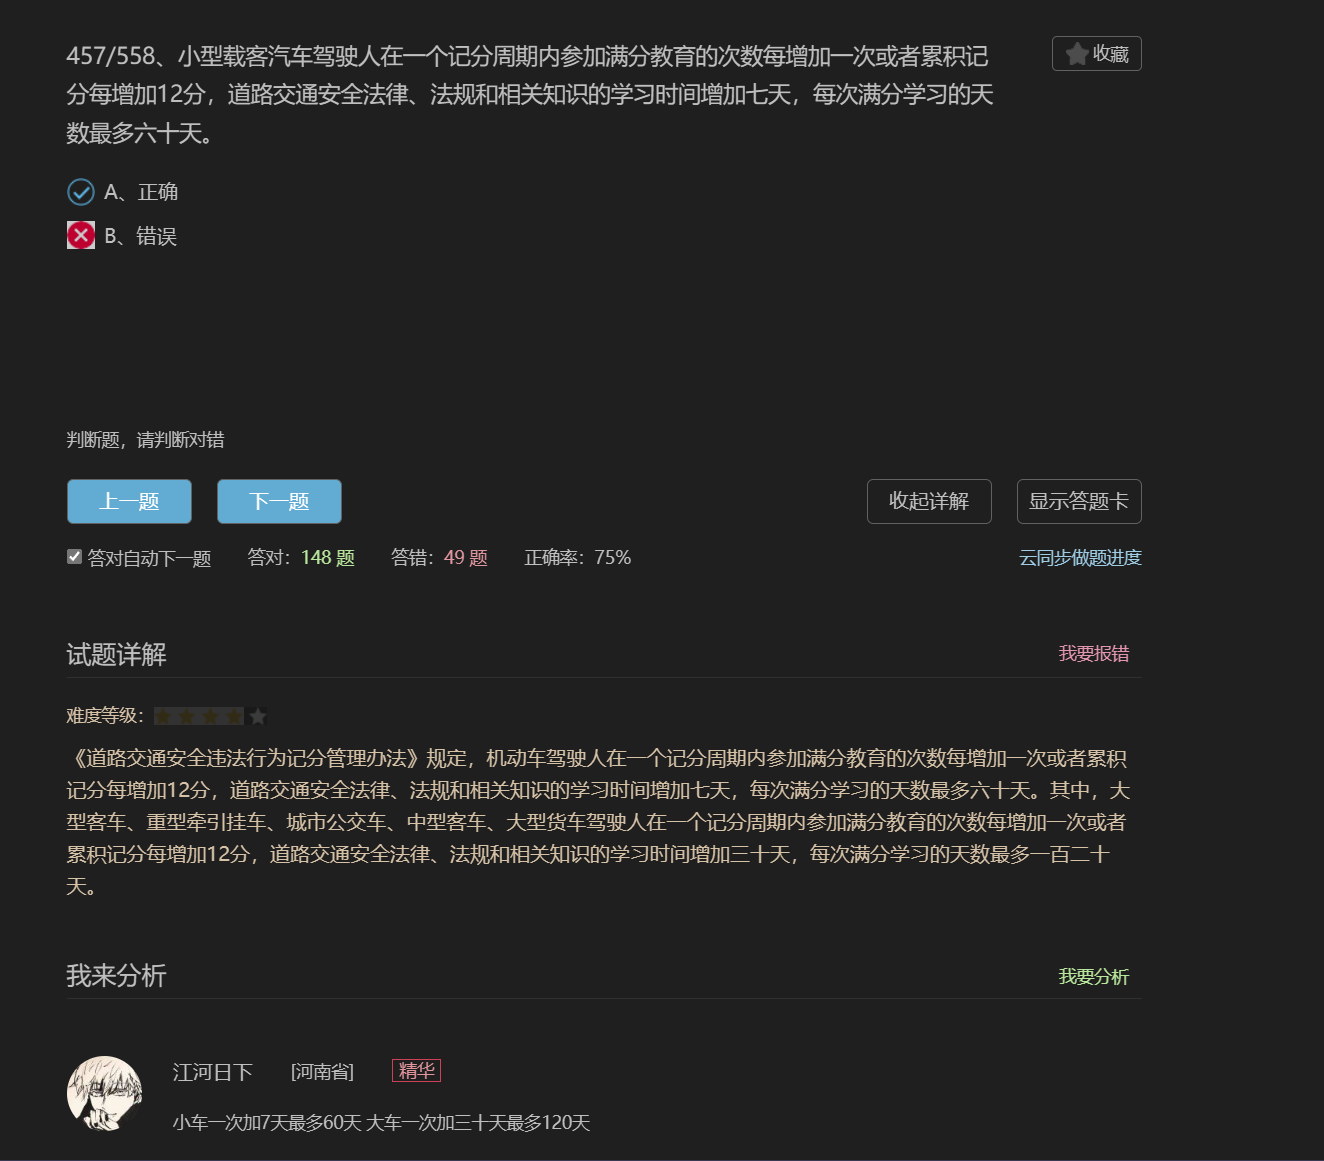 457/558、小型载客汽车驾驶人在一个记分周期内参加满分教育的次数每增加一次或者累积记
分每增加12分，道路交通安全法律、法规和相关知识的学习时间增加七天，每次满分学习的天
数最多六十天。
收藏
A、正确
B、错误
判断题，请判断对错
上一题 下一题 收起详解 显示答题卡
答对自动下一题 答对：148 题 答错：49 题 正确率：75% 云同步做题进度
试题详解 我要报错
难度等级：
《道路交通安全违法行为记分管理办法》规定，机动车驾驶人在一个记分周期内参加满分教育的次数每增加一次或者累积
记分每增加12分，道路交通安全法律、法规和相关知识的学习时间增加七天，每次满分学习的天数最多六十天。其中，大
型客车、重型牵引挂车、城市公交车、中型客车、大型货车驾驶人在一个记分周期内参加满分教育的次数每增加一次或者
累积记分每增加12分，道路交通安全法律、法规和相关知识的学习时间增加三十天，每次满分学习的天数最多一百二十
天。
我来分析 我要分析
江河日下 [河南省] 精华
小车一次加7天最多60天 大车一次加三十天最多120天